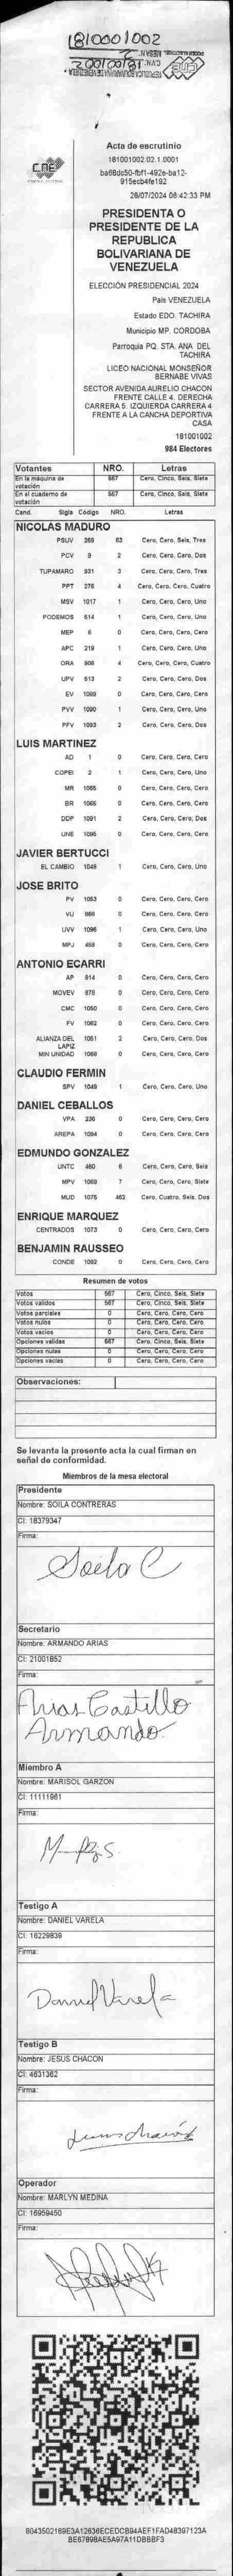 1810001002
Acta de escrutinio
181001002.02.1.0001
ba68dc50-fbf1-492e-ba12-
915ecb4fe192
28/07/2024 06:42:33 PM
CNE
PRESIDENTA O
PRESIDENTE DE LA
REPUBLICA
BOLIVARIANA DE
VENEZUELA
ELECCIÓN PRESIDENCIAL 2024
País VENEZUELA
Estado EDO. TACHIRA
Municipio MP. CORDOBA
Parroquia PQ. STA. ANA DEL
TACHIRA
LICEO NACIONAL MONSEÑOR
BERNABE VIVAS
SECTOR AVENIDA AURELIO CHACON
FRENTE CALLE 4. DERECHA
CARRERA 5. IZQUIERDA CARRERA 4
FRENTE A LA CANCHA DEPORTIVA
CASA
181001002
984 Electores
Votantes NRO. Letras
En la máquina de votación 567 Cero, Cinco, Seis, Siete
En el cuaderno de votación 567 Cero, Cinco, Seis, Siete
Cand. Sigla Código NRO. Letras
NICOLAS MADURO
PSUV 269 63 Cero, Cero, Seis, Tres
PCV 9 2 Cero, Cero, Cero, Dos
TUPAMARO 931 3 Cero, Cero, Cero, Tres
PPT 276 4 Cero, Cero, Cero, Cuatro
MSV 1017 1 Cero, Cero, Cero, Uno
PODEMOS 514 1 Cero, Cero, Cero, Uno
MEP 6 0 Cero, Cero, Cero, Cero
APC 219 1 Cero, Cero, Cero, Uno
ORA 906 4 Cero, Cero, Cero, Cuatro
UPV 613 2 Cero, Cero, Cero, Dos
EV 1089 0 Cero, Cero, Cero, Cero
PVV 1090 1 Cero, Cero, Cero, Uno
PFV 1093 2 Cero, Cero, Cero, Dos
LUIS MARTINEZ
AD 1 0 Cero, Cero, Cero, Cero
COPEI 2 1 Cero, Cero, Cero, Uno
MR 1065 0 Cero, Cero, Cero, Cero
BR 1066 0 Cero, Cero, Cero, Cero
DDP 1091 2 Cero, Cero, Cero, Dos
UNE 1095 0 Cero, Cero, Cero, Cero
JAVIER BERTUCCI
EL CAMBIO 1048 1 Cero, Cero, Cero, Uno
JOSE BRITO
PV 1053 0 Cero, Cero, Cero, Cero
VU 868 0 Cero, Cero, Cero, Cero
UVV 1096 1 Cero, Cero, Cero, Uno
MPJ 458 0 Cero, Cero, Cero, Cero
ANTONIO ECARRI
AP 914 0 Cero, Cero, Cero, Cero
MOVEV 876 0 Cero, Cero, Cero, Cero
CMC 1050 0 Cero, Cero, Cero, Cero
FV 1062 0 Cero, Cero, Cero, Cero
ALIANZA DEL LAPIZ 1051 2 Cero, Cero, Cero, Dos
MIN UNIDAD 1069 0 Cero, Cero, Cero, Cero
CLAUDIO FERMIN
SPV 1049 1 Cero, Cero, Cero, Uno
DANIEL CEBALLOS
VPA 236 0 Cero, Cero, Cero, Cero
AREPA 1094 0 Cero, Cero, Cero, Cero
EDMUNDO GONZALEZ
UNTC 460 6 Cero, Cero, Cero, Seis
MPV 1069 7 Cero, Cero, Cero, Siete
MUD 1075 462 Cero, Cuatro, Seis, Dos
ENRIQUE MARQUEZ
CENTRADOS 1073 0 Cero, Cero, Cero, Cero
BENJAMIN RAUSSEO
CONDE 1092 0 Cero, Cero, Cero, Cero
Resumen de votos
Votos 567 Cero, Cinco, Seis, Siete
Votos validos 567 Cero, Cinco, Seis, Siete
Votos parciales 0 Cero, Cero, Cero, Cero
Votos nulos 0 Cero, Cero, Cero, Cero
Votos vacios 0 Cero, Cero, Cero, Cero
Opciones validas 567 Cero, Cinco, Seis, Siete
Opciones nulas 0 Cero, Cero, Cero, Cero
Opciones vacias 0 Cero, Cero, Cero, Cero
Observaciones:
Se levanta la presente acta la cual firman en
señal de conformidad.
Miembros de la mesa electoral
Presidente
Nombre: SOILA CONTRERAS
CI: 18379347
Firma:
Soila C
Secretario
Nombre: ARMANDO ARIAS
CI: 21001852
Firma:
Arias Castillo
Armando
Miembro A
Nombre: MARISOL GARZON
CI: 11111961
Firma:
Testigo A
Nombre: DANIEL VARELA
CI: 16229839
Firma:
Daniel Varela
Testigo B
Nombre: JESUS CHACON
CI: 4631362
Firma:
Operador
Nombre: MARLYN MEDINA
CI: 16959450
Firma:
8043502169E3A12636ECEDCB94AEF1FAD48397123A
BE67898AE5A97A11DBBBF3